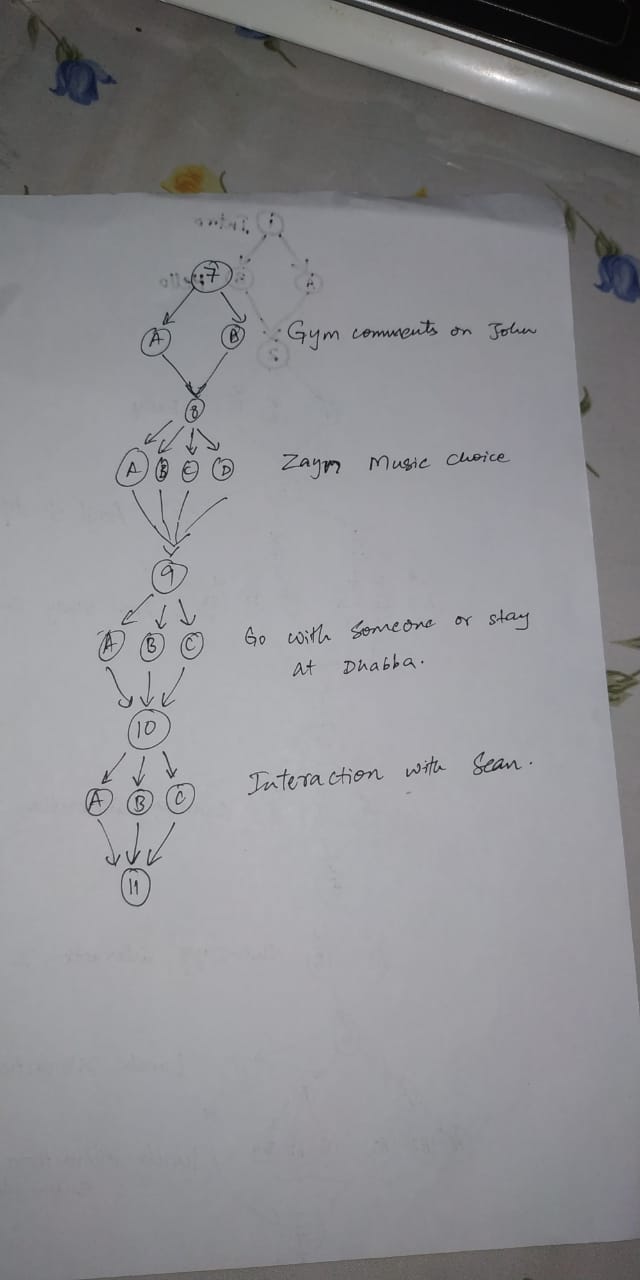 7
A B Gym comments on John
8
A B C D Zayn Music Choice
9
A B C Go with someone or stay
at Dhabba.
10
A B C Interaction with Sean.
11